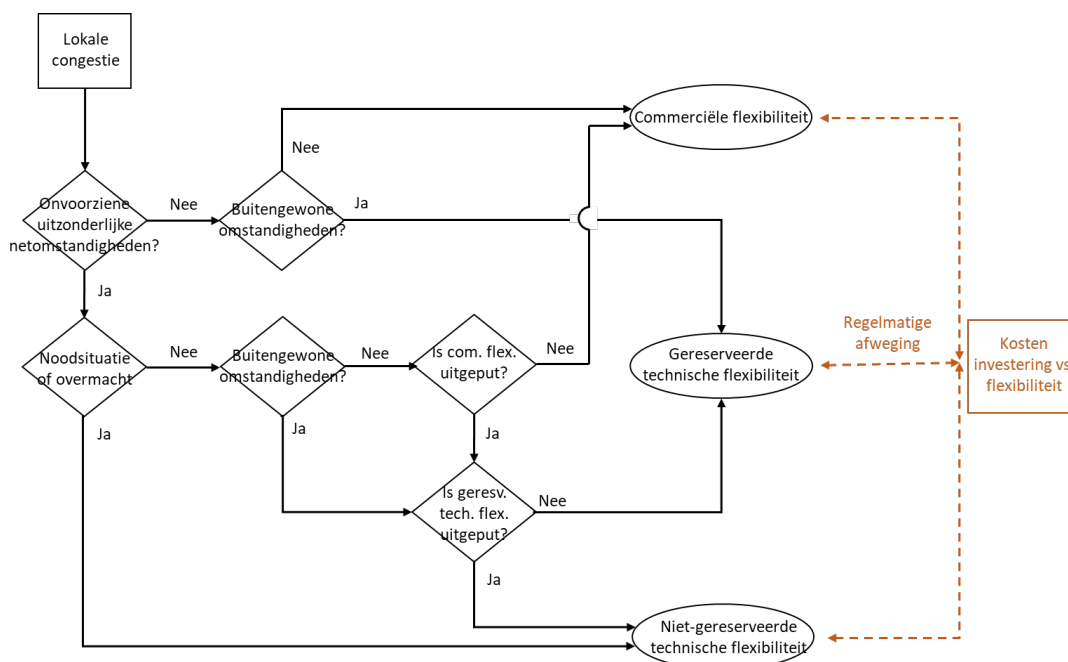 Lokale
congestie
Commerciële flexibiliteit
Nee
Onvoorziene
uitzonderlijke
netomstandigheden?
Nee
Buitengewone
omstandigheden?
Ja
Ja
Noodsituatie
of overmacht
Nee
Buitengewone
omstandigheden?
Nee
Is com. flex.
uitgeput?
Nee
Gereserveerde
technische flexibiliteit
Regelmatige
afweging
Kosten
investering vs
flexibiliteit
Ja
Ja
Ja
Is geresv.
tech. flex.
uitgeput?
Nee
Ja
Niet-gereserveerde
technische flexibiliteit